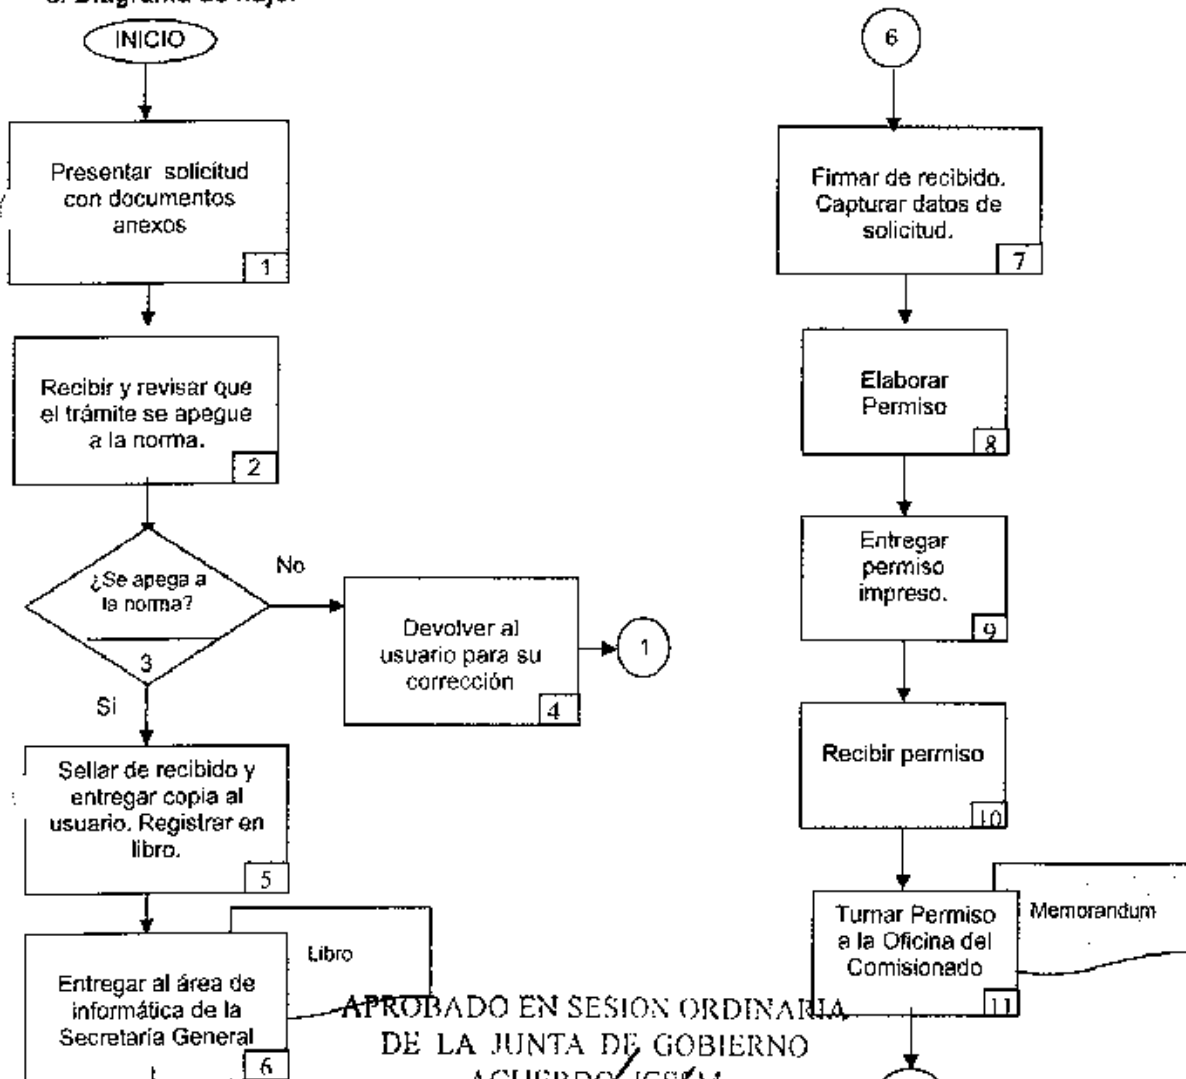 INICIO
Presentar solicitud
con documentos
anexos
1
Recibir y revisar que
el trámite se apegue
a la norma.
2
¿Se apega a
la norma?
3
No
Devolver al
usuario para su
corrección
4
1
Si
Sellar de recibido y
entregar copia al
usuario. Registrar en
libro.
5
Libro
Entregar al área de
informática de la
Secretaría General
6
6
Firmar de recibido.
Capturar datos de
solicitud.
7
Elaborar
Permiso
8
Entregar
permiso
impreso.
9
Recibir permiso
10
Turnar Permiso
a la Oficina del
Comisionado
11
Memorandum
APROBADO EN SESION ORDINARIA
DE LA JUNTA DE GOBIERNO